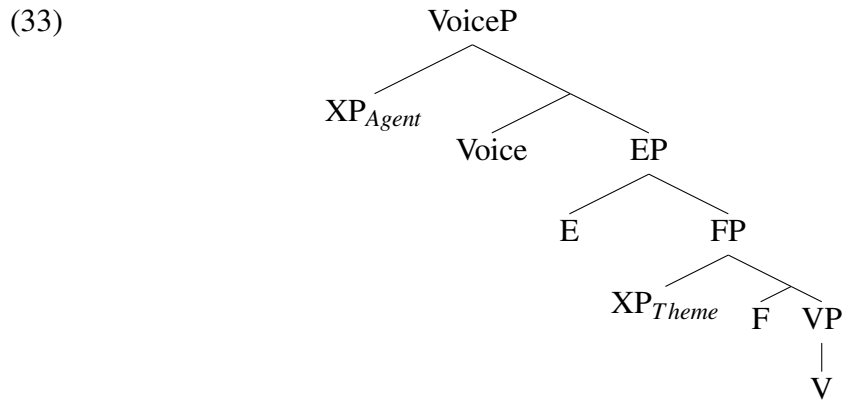 (33) VoiceP
XP_Agent
Voice EP
E FP
XP_Theme F VP
V